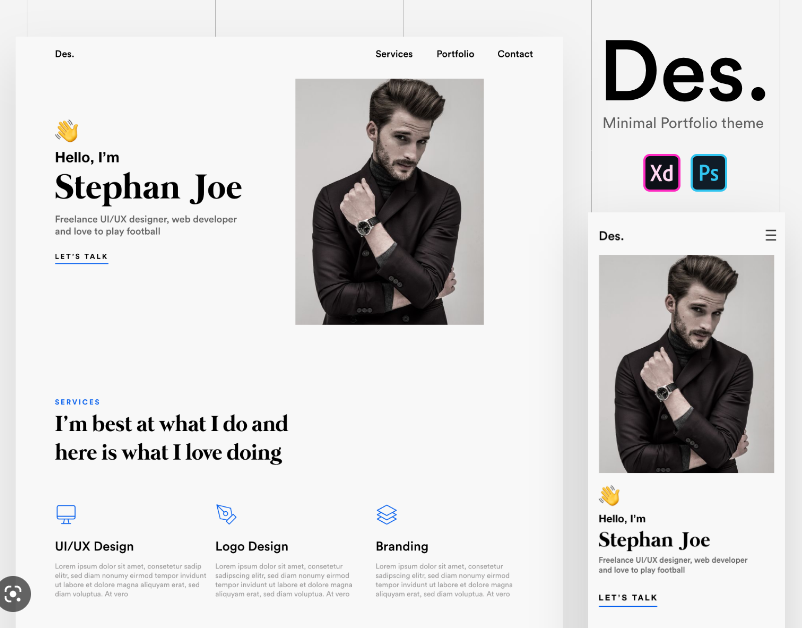 Des.
Services Portfolio Contact
Hello, I'm
Stephan Joe
Freelance UI/UX designer, web developer
and love to play football
LET'S TALK
SERVICES
I'm best at what I do and
here is what I love doing
UI/UX Design
Lorem ipsum dolor sit amet, consetetur sadip
elitr, sed diam nonumy eirmod tempor invidunt
ut labore et dolore magna aliquyam erat, sed
diam voluptua. At vero
Logo Design
Lorem ipsum dolor sit amet, consetetur
sadipscing elitr, sed diam nonumy eirmod
tempor invidunt ut labore et dolore magna
aliquyam erat, sed diam voluptua. At vero
Branding
Lorem ipsum dolor sit amet, consetetur
sadipscing elitr, sed diam nonumy eirmod
tempor invidunt ut labore et dolore magna
aliquyam erat, sed diam voluptua. At vero
Des.
Minimal Portfolio theme
Xd Ps
Des.
Hello, I'm
Stephan Joe
Freelance UI/UX designer, web developer
and love to play football
LET'S TALK